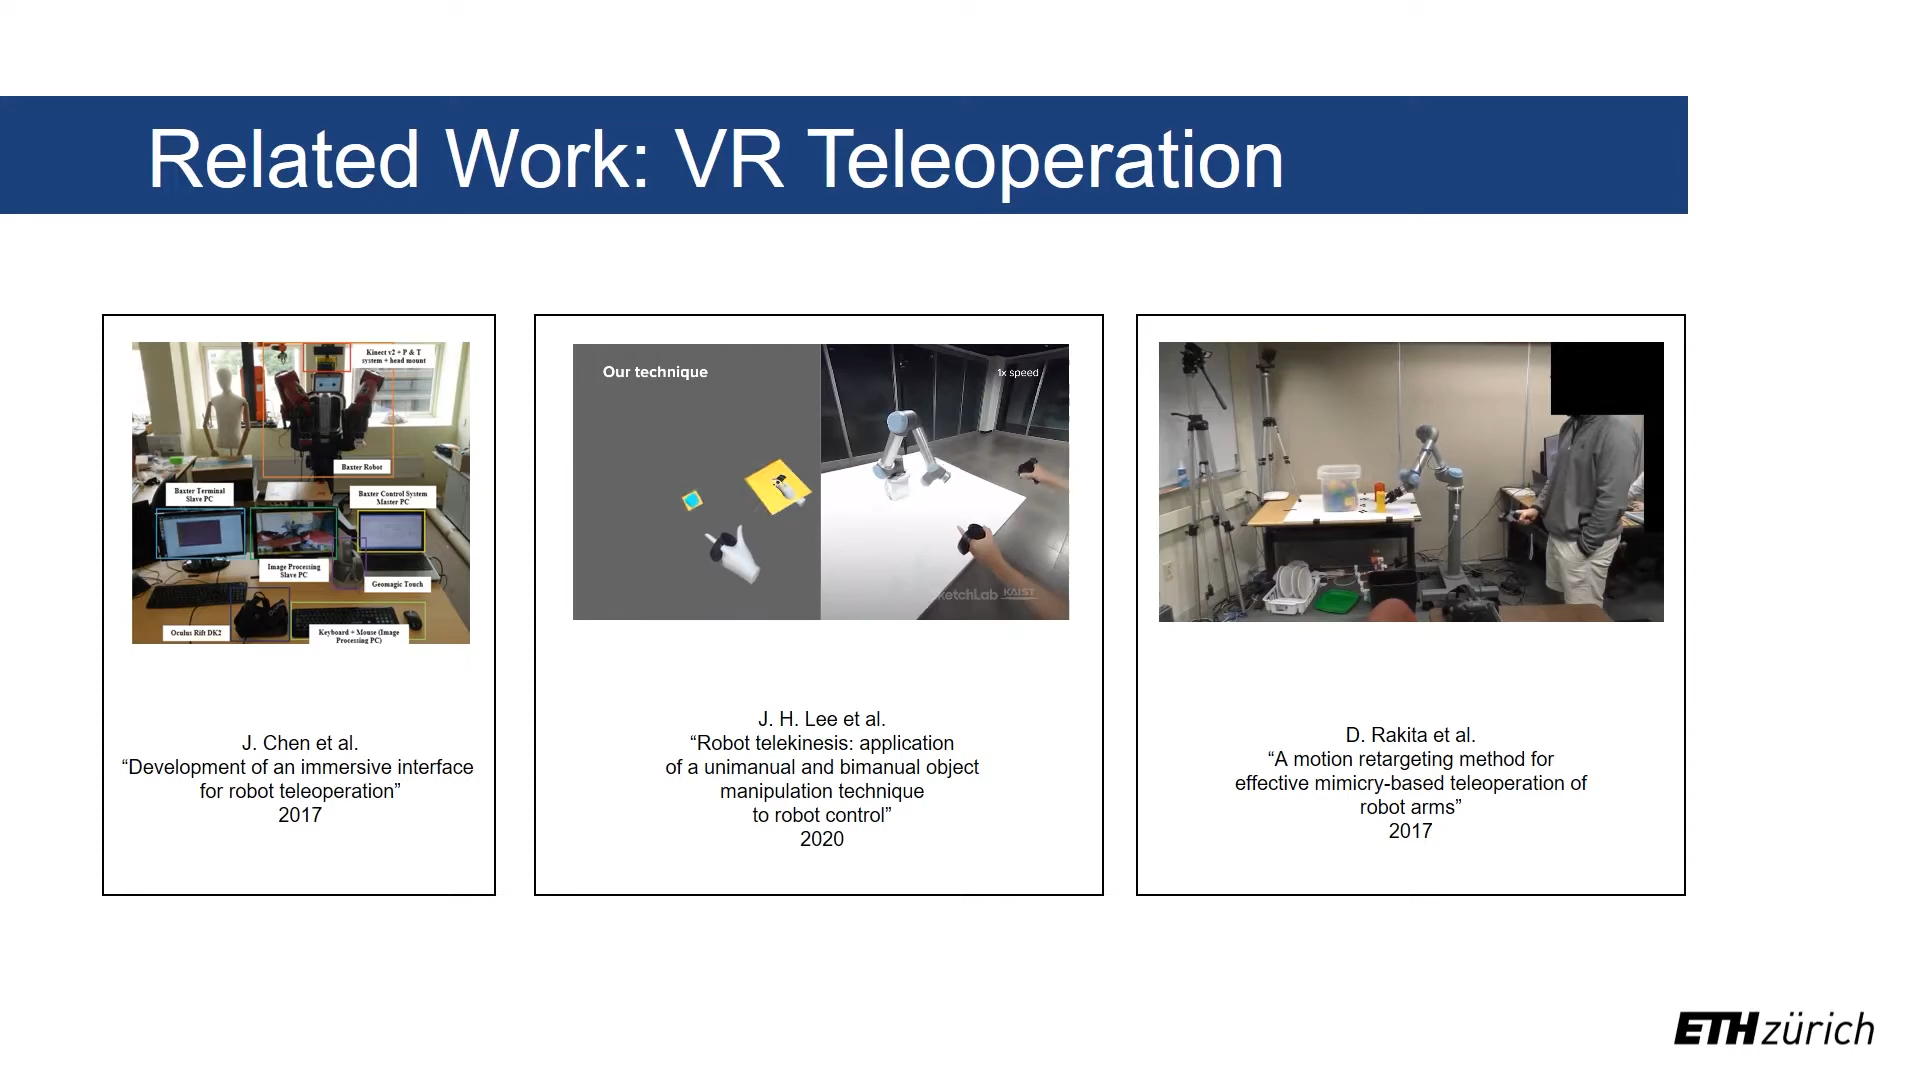 Related Work: VR Teleoperation
Kinect v2 + P & T
system + head mount
Baxter Robot
Baxter Terminal
Slave PC
Baxter Control System
Master PC
Image Processing
Slave PC
Geomagic Touch
Oculus Rift DK2
Keyboard + Mouse (Image
Processing PC)
J. Chen et al.
“Development of an immersive interface
for robot teleoperation”
2017
Our technique
1x speed
ketchLab KAIST
J. H. Lee et al.
“Robot telekinesis: application
of a unimanual and bimanual object
manipulation technique
to robot control”
2020
D. Rakita et al.
“A motion retargeting method for
effective mimicry-based teleoperation of
robot arms”
2017
ETH zürich